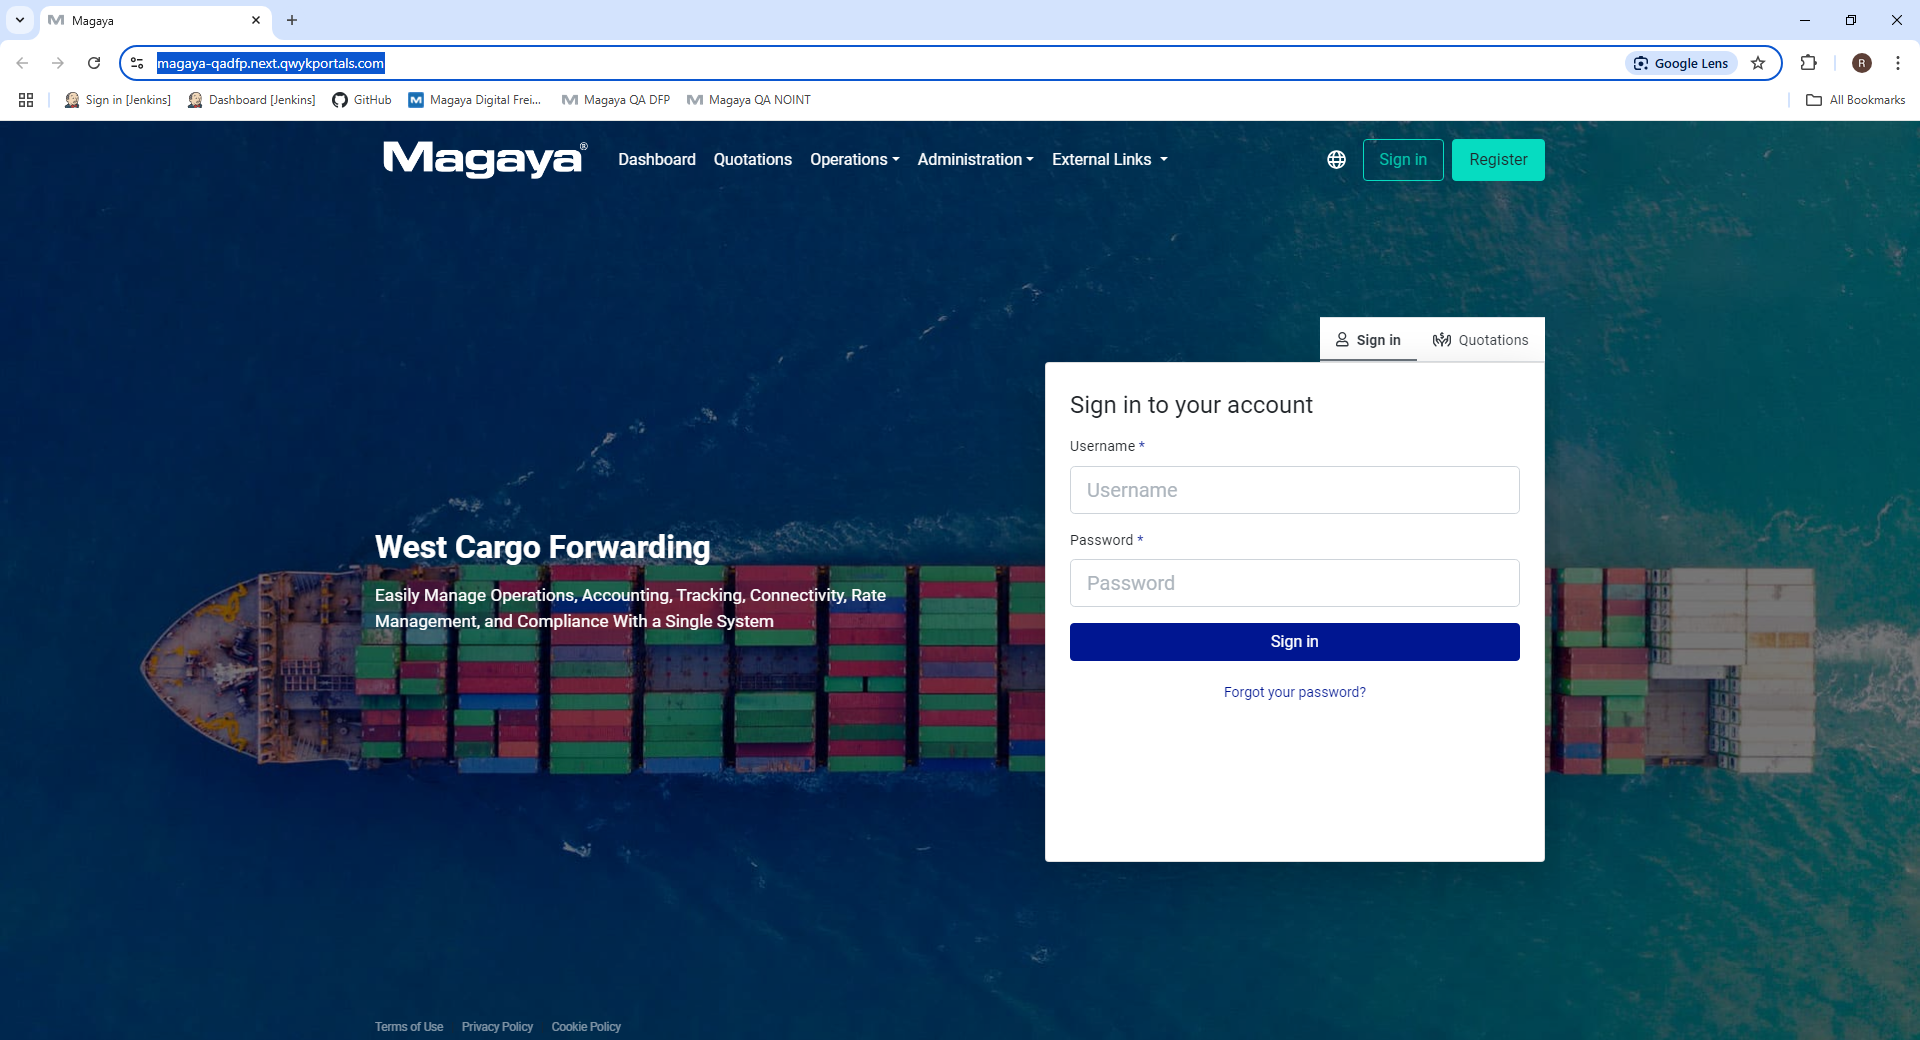 Magaya
magaya-qadfp.next.qwykportals.com
Google Lens
R
Sign in [Jenkins]
Dashboard [Jenkins]
GitHub
M
Magaya Digital Frei...
Magaya QA DFP
Magaya QA NOINT
All Bookmarks
Magaya®
Dashboard
Quotations
Operations
Administration
External Links
Sign in
Register
Sign in
Quotations
Sign in to your account
Username *
Username
Password *
Password
Sign in
Forgot your password?
West Cargo Forwarding
Easily Manage Operations, Accounting, Tracking, Connectivity, Rate
Management, and Compliance With a Single System
Terms of Use
Privacy Policy
Cookie Policy